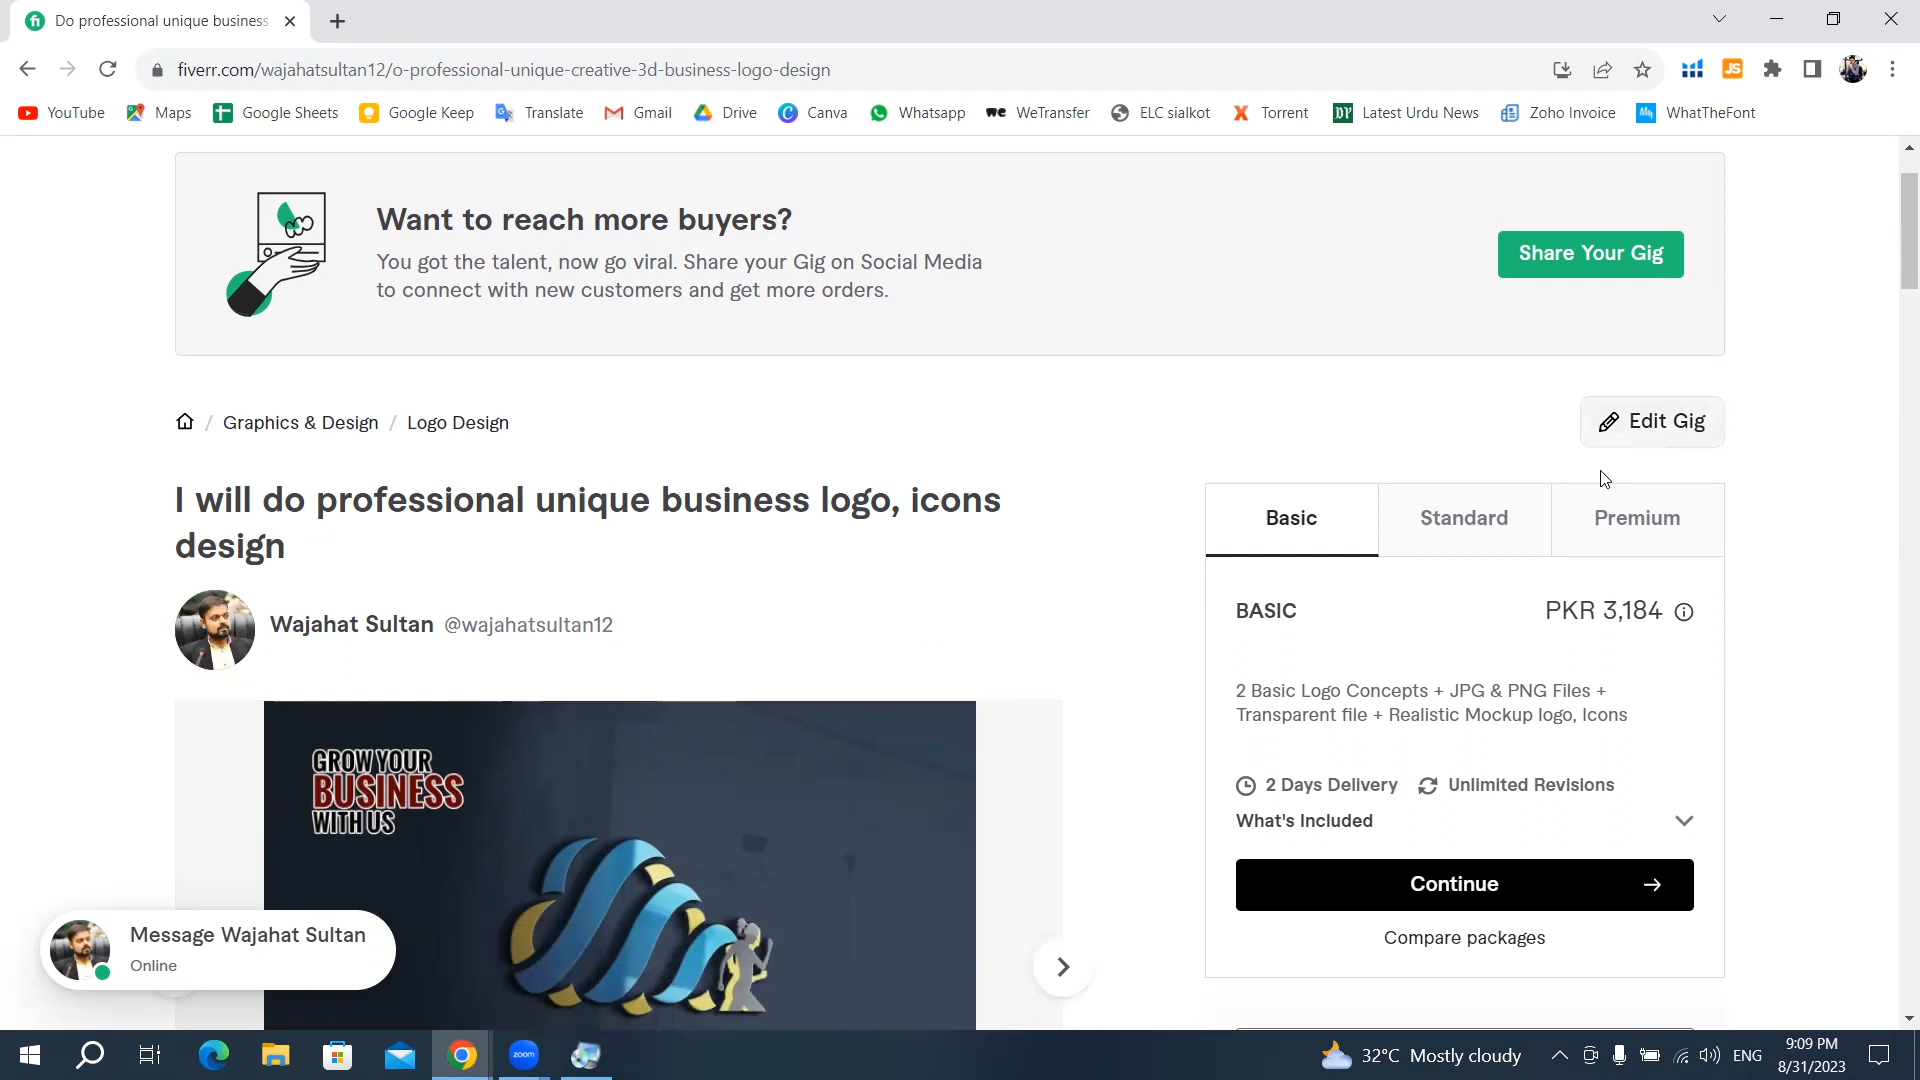 Do professional unique business
fiverr.com/wajahatsultan12/o-professional-unique-creative-3d-business-logo-design
YouTube Maps Google Sheets Google Keep Translate Gmail Drive Canva Whatsapp WeTransfer ELC sialkot Torrent Latest Urdu News Zoho Invoice WhatTheFont
Want to reach more buyers?
You got the talent, now go viral. Share your Gig on Social Media
to connect with new customers and get more orders.
Share Your Gig
/ Graphics & Design / Logo Design
Edit Gig
I will do professional unique business logo, icons
design
Wajahat Sultan @wajahatsultan12
Basic Standard Premium
BASIC PKR 3,184
2 Basic Logo Concepts + JPG & PNG Files +
Transparent file + Realistic Mockup logo, Icons
2 Days Delivery Unlimited Revisions
What's Included
Continue
Compare packages
GROW YOUR
BUSINESS
WITH US
Message Wajahat Sultan
Online
zoom
32°C Mostly cloudy
ENG
9:09 PM
8/31/2023